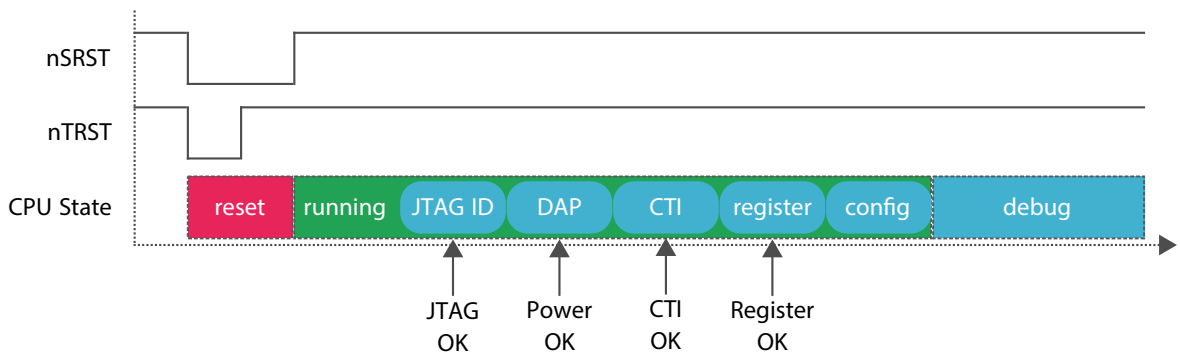 nSRST
nTRST
CPU State
reset running JTAG ID DAP CTI register config debug
JTAG
OK
Power
OK
CTI
OK
Register
OK